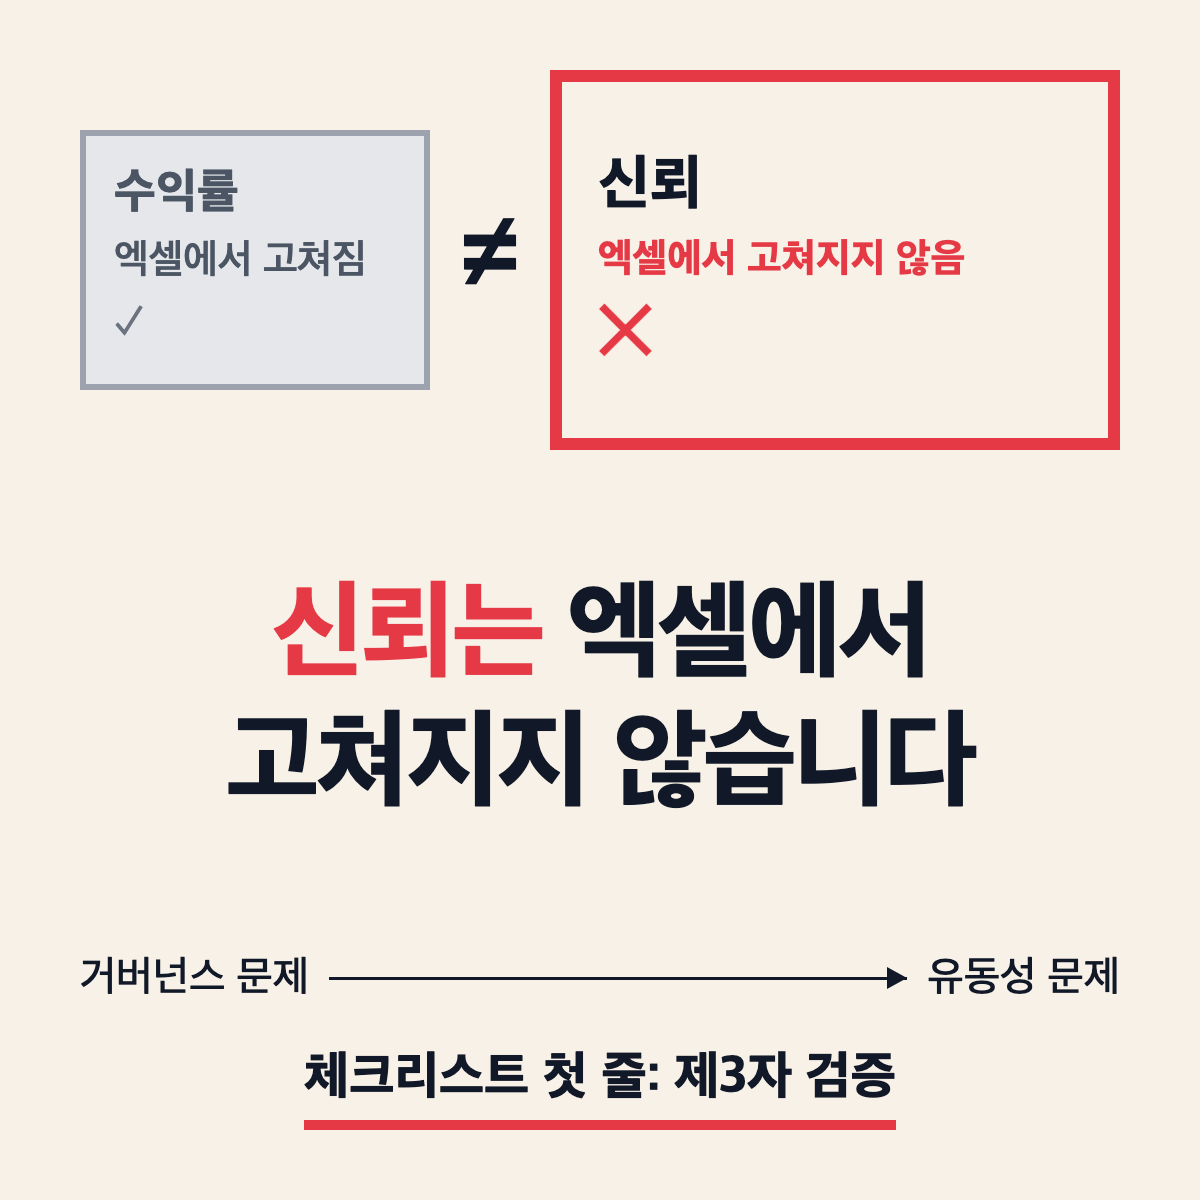 수익률
엑셀에서 고쳐짐
✓
≠
신뢰
엑셀에서 고쳐지지 않음
✕
신뢰는 엑셀에서
고쳐지지 않습니다
거버넌스 문제
유동성 문제
체크리스트 첫 줄: 제3자 검증